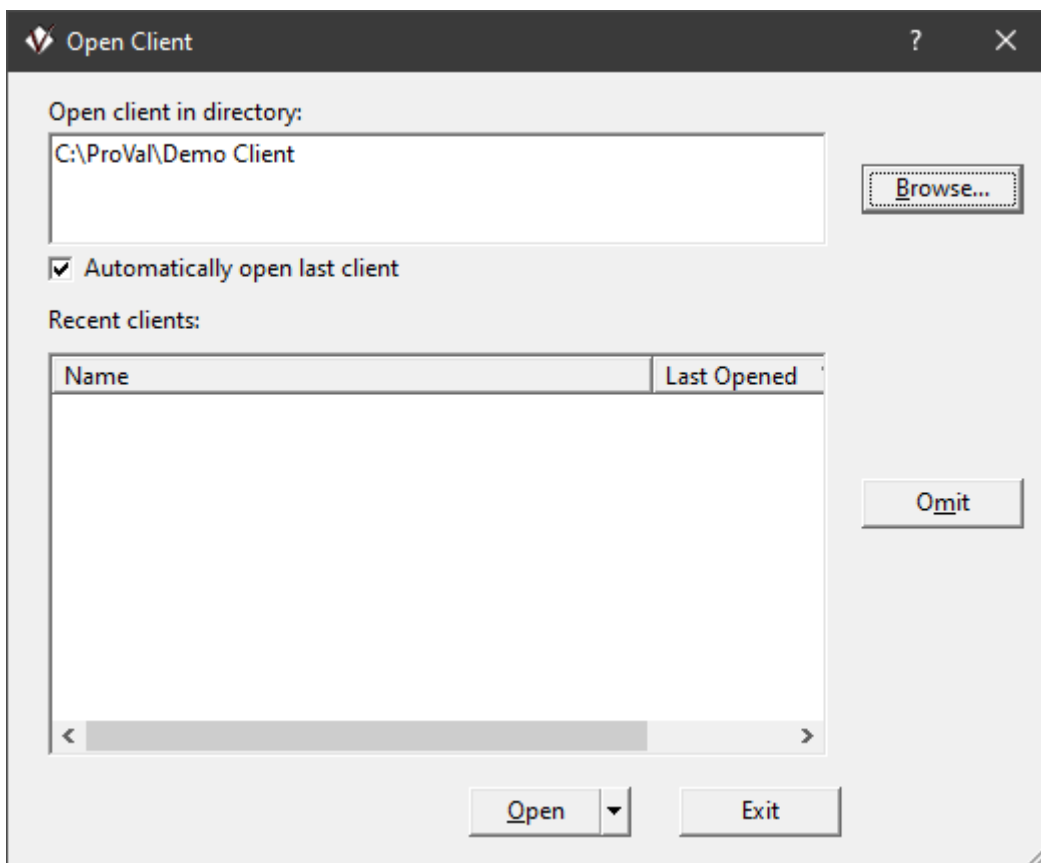 Open Client
?
Open client in directory:
C:\ProVal\Demo Client
Browse...
Automatically open last client
Recent clients:
Name Last Opened
Omit
Open Exit